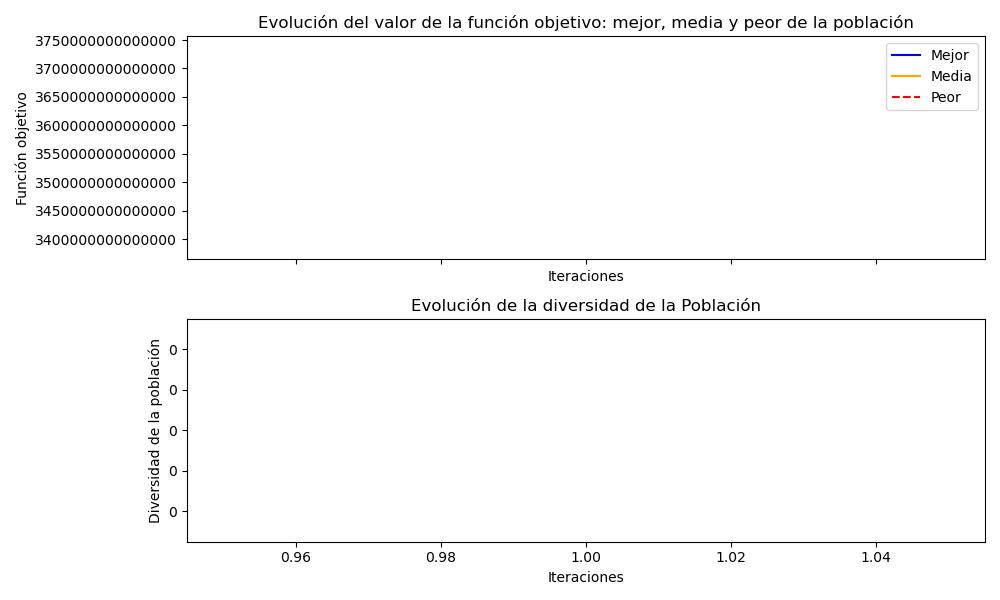 Evolución del valor de la función objetivo: mejor, media y peor de la población
3750000000000000
3700000000000000
3650000000000000
3600000000000000
3550000000000000
3500000000000000
3450000000000000
3400000000000000
Función objetivo
Mejor
Media
Peor
Iteraciones
Evolución de la diversidad de la Población
0
0
0
0
0
Diversidad de la población
0.96 0.98 1.00 1.02 1.04
Iteraciones